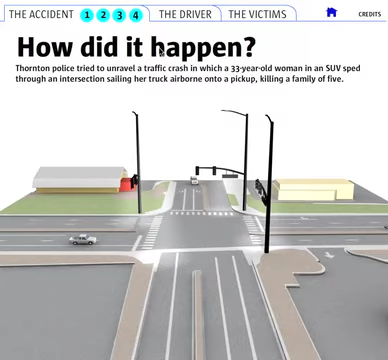 THE ACCIDENT 1 2 3 4 THE DRIVER THE VICTIMS CREDITS
How did it happen?
Thornton police tried to unravel a traffic crash in which a 33-year-old woman in an SUV sped
through an intersection sailing her truck airborne onto a pickup, killing a family of five.